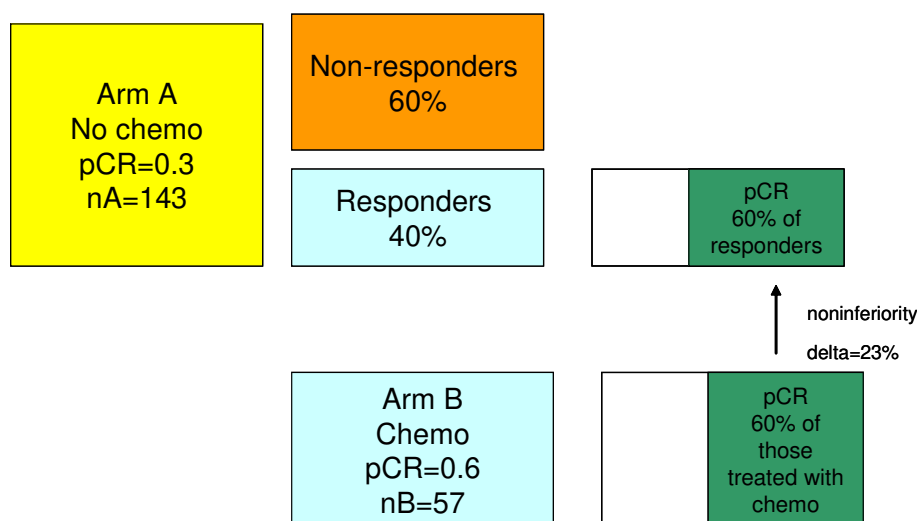 Arm A
No chemo
pCR=0.3
nA=143
Non-responders
60%
Responders
40%
pCR
60% of
responders
noninferiority
delta=23%
Arm B
Chemo
pCR=0.6
nB=57
pCR
60% of
those
treated with
chemo